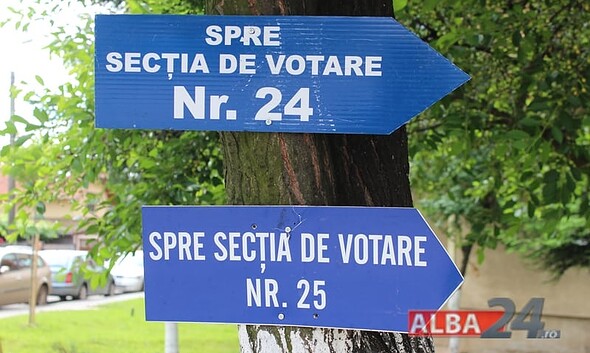 SPRE
SECȚIA DE VOTARE
Nr. 24
SPRE SECȚIA DE VOTARE
NR. 25
ALBA24.ro